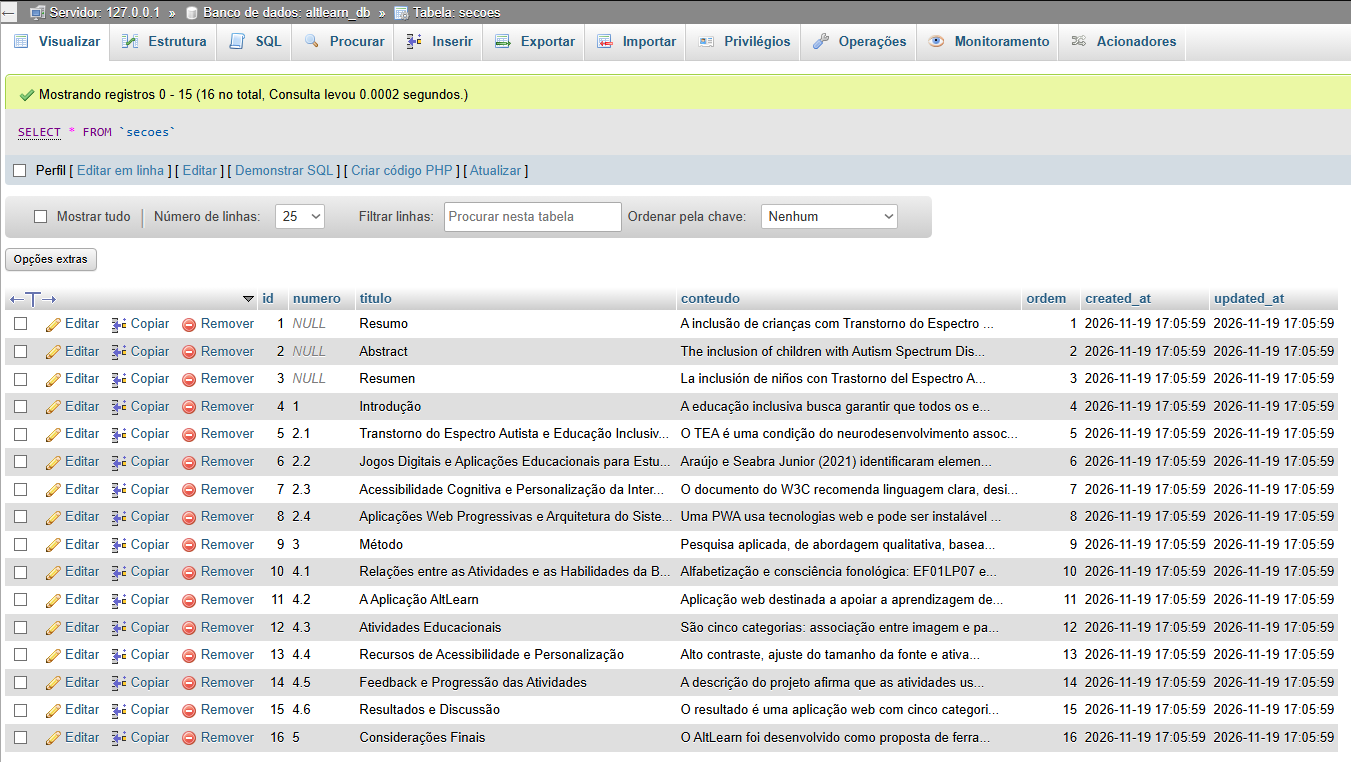 Servidor: 127.0.0.1 » Banco de dados: altlearn_db » Tabela: secoes
Visualizar Estrutura SQL Procurar Inserir Exportar Importar Privilégios Operações Monitoramento Acionadores
Mostrando registros 0 - 15 (16 no total, Consulta levou 0.0002 segundos.)
SELECT * FROM `secoes`
Perfil [ Editar em linha ] [ Editar ] [ Demonstrar SQL ] [ Criar código PHP ] [ Atualizar ]
Mostrar tudo Número de linhas: 25 Filtrar linhas: Procurar nesta tabela Ordenar pela chave: Nenhum
Opções extras
id numero titulo conteudo ordem created_at updated_at
Editar Copiar Remover 1 NULL Resumo A inclusão de crianças com Transtorno do Espectro ... 1 2026-11-19 17:05:59 2026-11-19 17:05:59
Editar Copiar Remover 2 NULL Abstract The inclusion of children with Autism Spectrum Dis... 2 2026-11-19 17:05:59 2026-11-19 17:05:59
Editar Copiar Remover 3 NULL Resumen La inclusión de niños con Trastorno del Espectro A... 3 2026-11-19 17:05:59 2026-11-19 17:05:59
Editar Copiar Remover 4 1 Introdução A educação inclusiva busca garantir que todos os e... 4 2026-11-19 17:05:59 2026-11-19 17:05:59
Editar Copiar Remover 5 2.1 Transtorno do Espectro Autista e Educação Inclusiv... O TEA é uma condição do neurodesenvolvimento assoc... 5 2026-11-19 17:05:59 2026-11-19 17:05:59
Editar Copiar Remover 6 2.2 Jogos Digitais e Aplicações Educacionais para Estu... Araújo e Seabra Junior (2021) identificaram elemen... 6 2026-11-19 17:05:59 2026-11-19 17:05:59
Editar Copiar Remover 7 2.3 Acessibilidade Cognitiva e Personalização da Inter... O documento do W3C recomenda linguagem clara, desi... 7 2026-11-19 17:05:59 2026-11-19 17:05:59
Editar Copiar Remover 8 2.4 Aplicações Web Progressivas e Arquitetura do Siste... Uma PWA usa tecnologias web e pode ser instalável ... 8 2026-11-19 17:05:59 2026-11-19 17:05:59
Editar Copiar Remover 9 3 Método Pesquisa aplicada, de abordagem qualitativa, basea... 9 2026-11-19 17:05:59 2026-11-19 17:05:59
Editar Copiar Remover 10 4.1 Relações entre as Atividades e as Habilidades da B... Alfabetização e consciência fonológica: EF01LP07 e... 10 2026-11-19 17:05:59 2026-11-19 17:05:59
Editar Copiar Remover 11 4.2 A Aplicação AltLearn Aplicação web destinada a apoiar a aprendizagem de... 11 2026-11-19 17:05:59 2026-11-19 17:05:59
Editar Copiar Remover 12 4.3 Atividades Educacionais São cinco categorias: associação entre imagem e pa... 12 2026-11-19 17:05:59 2026-11-19 17:05:59
Editar Copiar Remover 13 4.4 Recursos de Acessibilidade e Personalização Alto contraste, ajuste do tamanho da fonte e ativa... 13 2026-11-19 17:05:59 2026-11-19 17:05:59
Editar Copiar Remover 14 4.5 Feedback e Progressão das Atividades A descrição do projeto afirma que as atividades us... 14 2026-11-19 17:05:59 2026-11-19 17:05:59
Editar Copiar Remover 15 4.6 Resultados e Discussão O resultado é uma aplicação web com cinco categori... 15 2026-11-19 17:05:59 2026-11-19 17:05:59
Editar Copiar Remover 16 5 Considerações Finais O AltLearn foi desenvolvido como proposta de ferra... 16 2026-11-19 17:05:59 2026-11-19 17:05:59